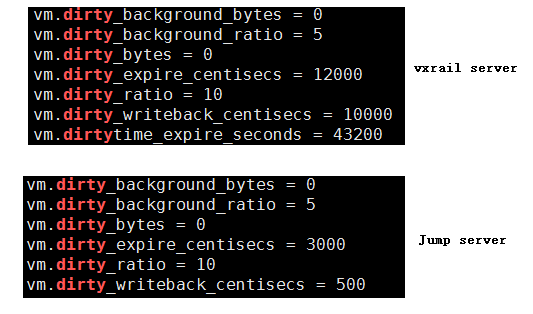 vm.dirty_background_bytes = 0
vm.dirty_background_ratio = 5
vm.dirty_bytes = 0
vm.dirty_expire_centisecs = 12000
vm.dirty_ratio = 10
vm.dirty_writeback_centisecs = 10000
vm.dirtytime_expire_seconds = 43200
vxrail server
vm.dirty_background_bytes = 0
vm.dirty_background_ratio = 5
vm.dirty_bytes = 0
vm.dirty_expire_centisecs = 3000
vm.dirty_ratio = 10
vm.dirty_writeback_centisecs = 500
Jump server